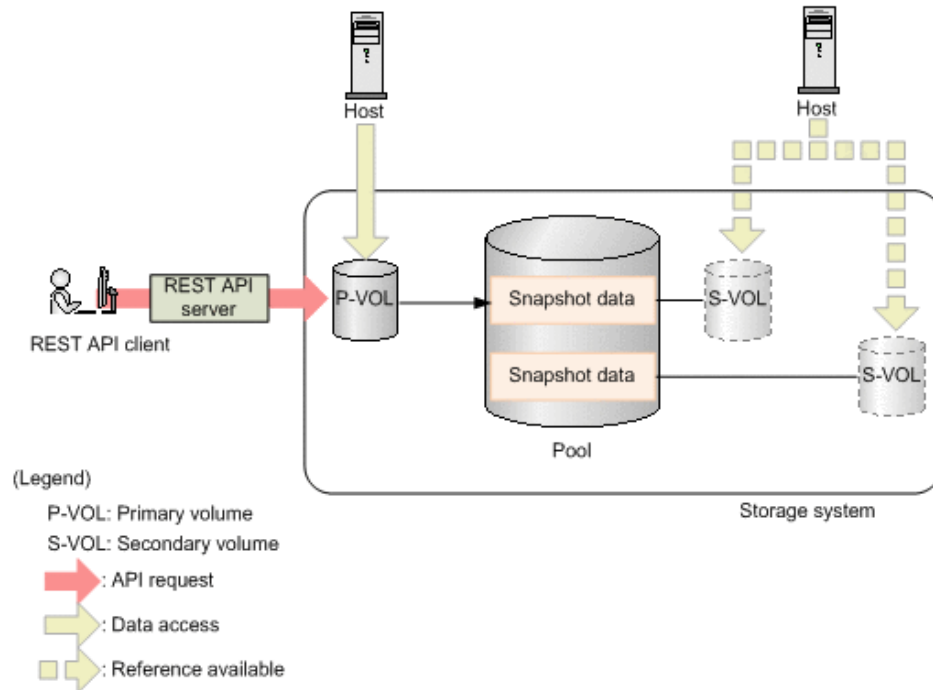 Host
Host
REST API
server
REST API client
P-VOL
Snapshot data
S-VOL
Snapshot data
S-VOL
Pool
Storage system
(Legend)
P-VOL: Primary volume
S-VOL: Secondary volume
: API request
: Data access
: Reference available